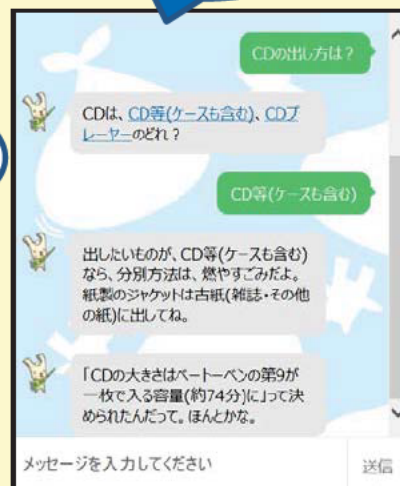 CDの出し方は？
CDは、CD等(ケースも含む)、CDプ
レーヤーのどれ？
CD等(ケースも含む)
出したいものが、CD等(ケースも含む)
なら、分別方法は、燃やすごみだよ。
紙製のジャケットは古紙(雑誌・その他
の紙)に出してね。
「CDの大きさはベートーベンの第9が
一枚で入る容量(約74分)によって決
められたんだって。ほんとかな。
メッセージを入力してください
送信